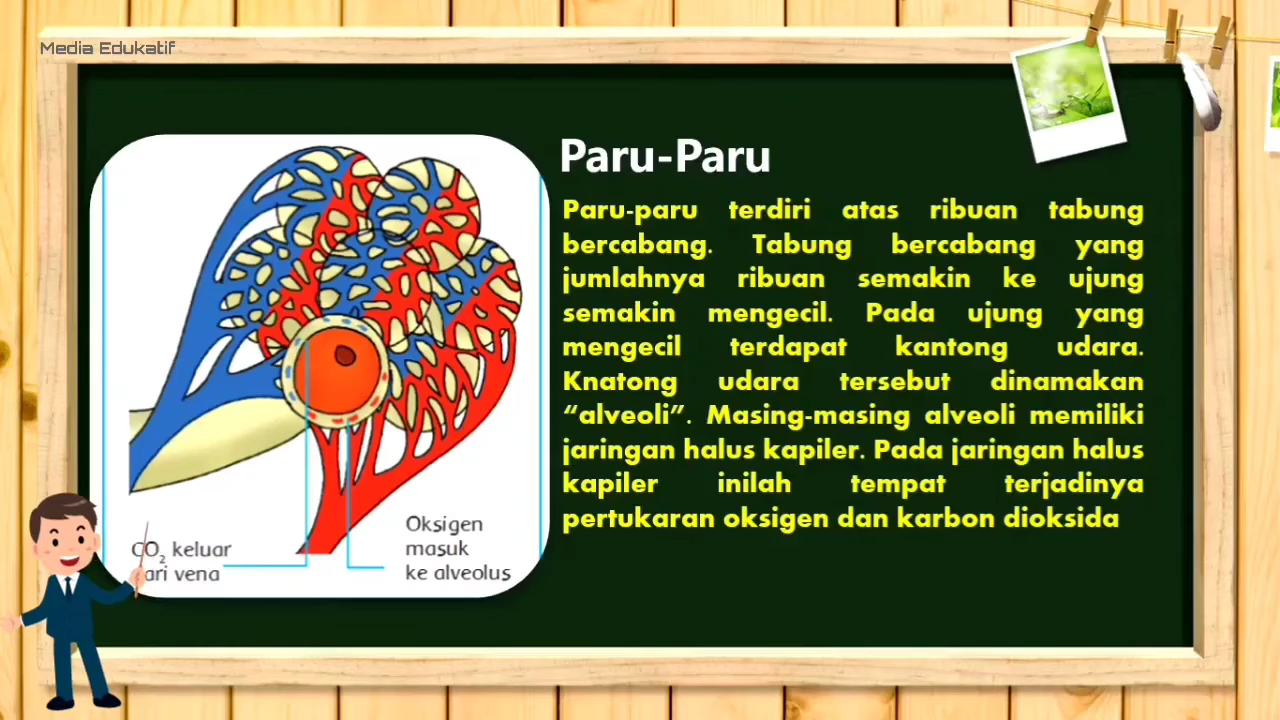 Media Edukatif
Paru-Paru
Paru-paru terdiri atas ribuan tabung
bercabang. Tabung bercabang yang
jumlahnya ribuan semakin ke ujung
semakin mengecil. Pada ujung yang
mengecil terdapat kantong udara.
Knatong udara tersebut dinamakan
“alveoli”. Masing-masing alveoli memiliki
jaringan halus kapiler. Pada jaringan halus
kapiler inilah tempat terjadinya
pertukaran oksigen dan karbon dioksida
CO₂ keluar
dari vena
Oksigen
masuk
ke alveolus